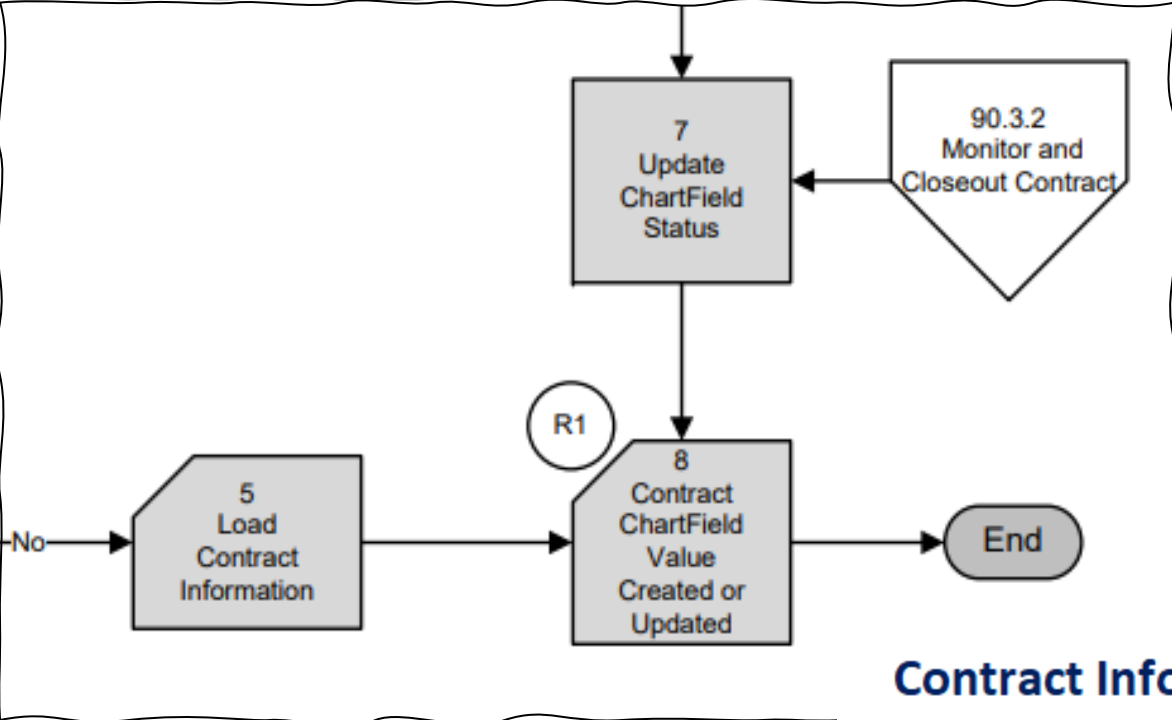 7
Update
ChartField
Status
90.3.2
Monitor and
Closeout Contract
R1
No
5
Load
Contract
Information
8
Contract
ChartField
Value
Created or
Updated
End
Contract Info